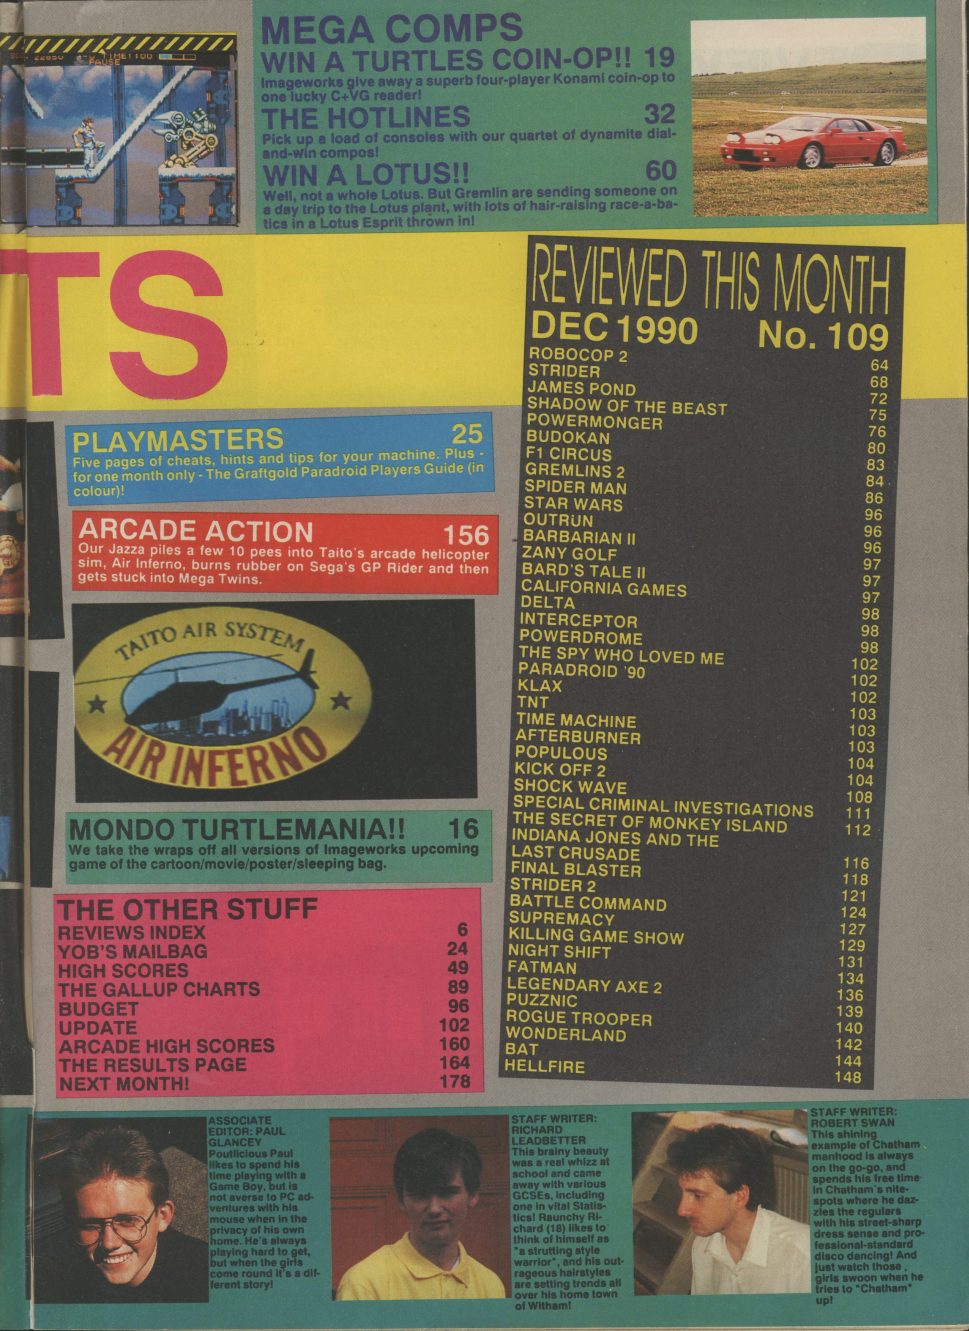 TIME:100
PAUSE
MEGA COMPS
WIN A TURTLES COIN-OP!! 19
Imageworks give away a superb four-player Konami coin-op to
one lucky C+VG reader!
THE HOTLINES 32
Pick up a load of consoles with our quartet of dynamite dial-
and-win compos!
WIN A LOTUS!! 60
Well, not a whole Lotus. But Gremlin are sending someone on
a day trip to the Lotus plant, with lots of hair-raising race-a-ba-
tics in a Lotus Esprit thrown in!
TS
PLAYMASTERS 25
Five pages of cheats, hints and tips for your machine. Plus -
for one month only - The Graftgold Paradroid Players Guide (in
colour)!
ARCADE ACTION 156
Our Jazza piles a few 10 pees into Taito's arcade helicopter
sim, Air Inferno, burns rubber on Sega's GP Rider and then
gets stuck into Mega Twins.
TAITO AIR SYSTEM
AIR INFERNO
MONDO TURTLEMANIA!! 16
We take the wraps off all versions of Imageworks upcoming
game of the cartoon/movie/poster/sleeping bag.
THE OTHER STUFF
REVIEWS INDEX 6
YOB'S MAILBAG 24
HIGH SCORES 49
THE GALLUP CHARTS 89
BUDGET 96
UPDATE 102
ARCADE HIGH SCORES 160
THE RESULTS PAGE 164
NEXT MONTH! 178
REVIEWED THIS MONTH
DEC 1990 No. 109
ROBOCOP 2 64
STRIDER 68
JAMES POND 72
SHADOW OF THE BEAST 75
POWERMONGER 76
BUDOKAN 80
F1 CIRCUS 83
GREMLINS 2 84
SPIDER MAN 86
STAR WARS 96
OUTRUN 96
BARBARIAN II 96
ZANY GOLF 97
BARD'S TALE II 97
CALIFORNIA GAMES 97
DELTA 98
INTERCEPTOR 98
POWERDROME 98
THE SPY WHO LOVED ME 102
PARADROID '90 102
KLAX 102
TNT 103
TIME MACHINE 103
AFTERBURNER 103
POPULOUS 104
KICK OFF 2 104
SHOCK WAVE 108
SPECIAL CRIMINAL INVESTIGATIONS 111
THE SECRET OF MONKEY ISLAND 112
INDIANA JONES AND THE
LAST CRUSADE 116
FINAL BLASTER 118
STRIDER 2 121
BATTLE COMMAND 124
SUPREMACY 127
KILLING GAME SHOW 129
NIGHT SHIFT 131
FATMAN 134
LEGENDARY AXE 2 136
PUZZNIC 139
ROGUE TROOPER 140
WONDERLAND 142
BAT 144
HELLFIRE 148
ASSOCIATE
EDITOR: PAUL
GLANCEY
Poutlicious Paul
likes to spend his
time playing with a
Game Boy, but is
not averse to PC ad-
ventures with his
mouse when in the
privacy of his own
home. He's always
playing hard to get,
but when the girls
come round it's a dif-
ferent story!
STAFF WRITER:
RICHARD
LEADBETTER
This brainy beauty
was a real whizz at
school and came
away with various
GCSEs, including
one in vital Statis-
tics! Raunchy Ri-
chard (18) likes to
think of himself as
"a strutting style
warrior", and his out-
rageous hairstyles
are setting trends all
over his home town
of Witham!
STAFF WRITER:
ROBERT SWAN
This shining
example of Chatham
manhood is always
on the go-go, and
spends his free time
in Chatham's nite-
spots where he daz-
zles the regulars
with his street-sharp
dress sense and pro-
fessional-standard
disco dancing! And
just watch those
girls swoon when he
tries to "Chatham"
up!